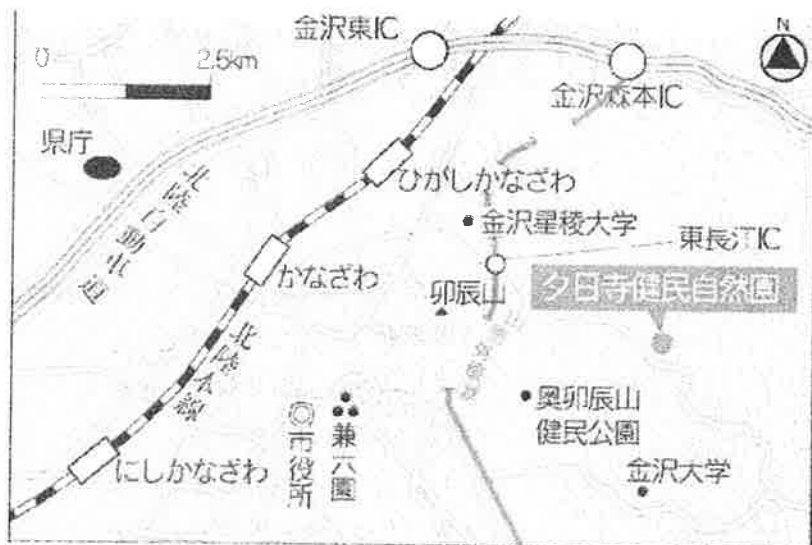 金沢東IC
N
0 2.5km
金沢森本IC
県庁
ひがしかなざわ
北陸自動車道
金沢星稜大学
東長江IC
かなざわ
卯辰山
夕日寺健民自然園
北陸本線
奥卯辰山
健民公園
兼六園
市役所
にしかなざわ
金沢大学